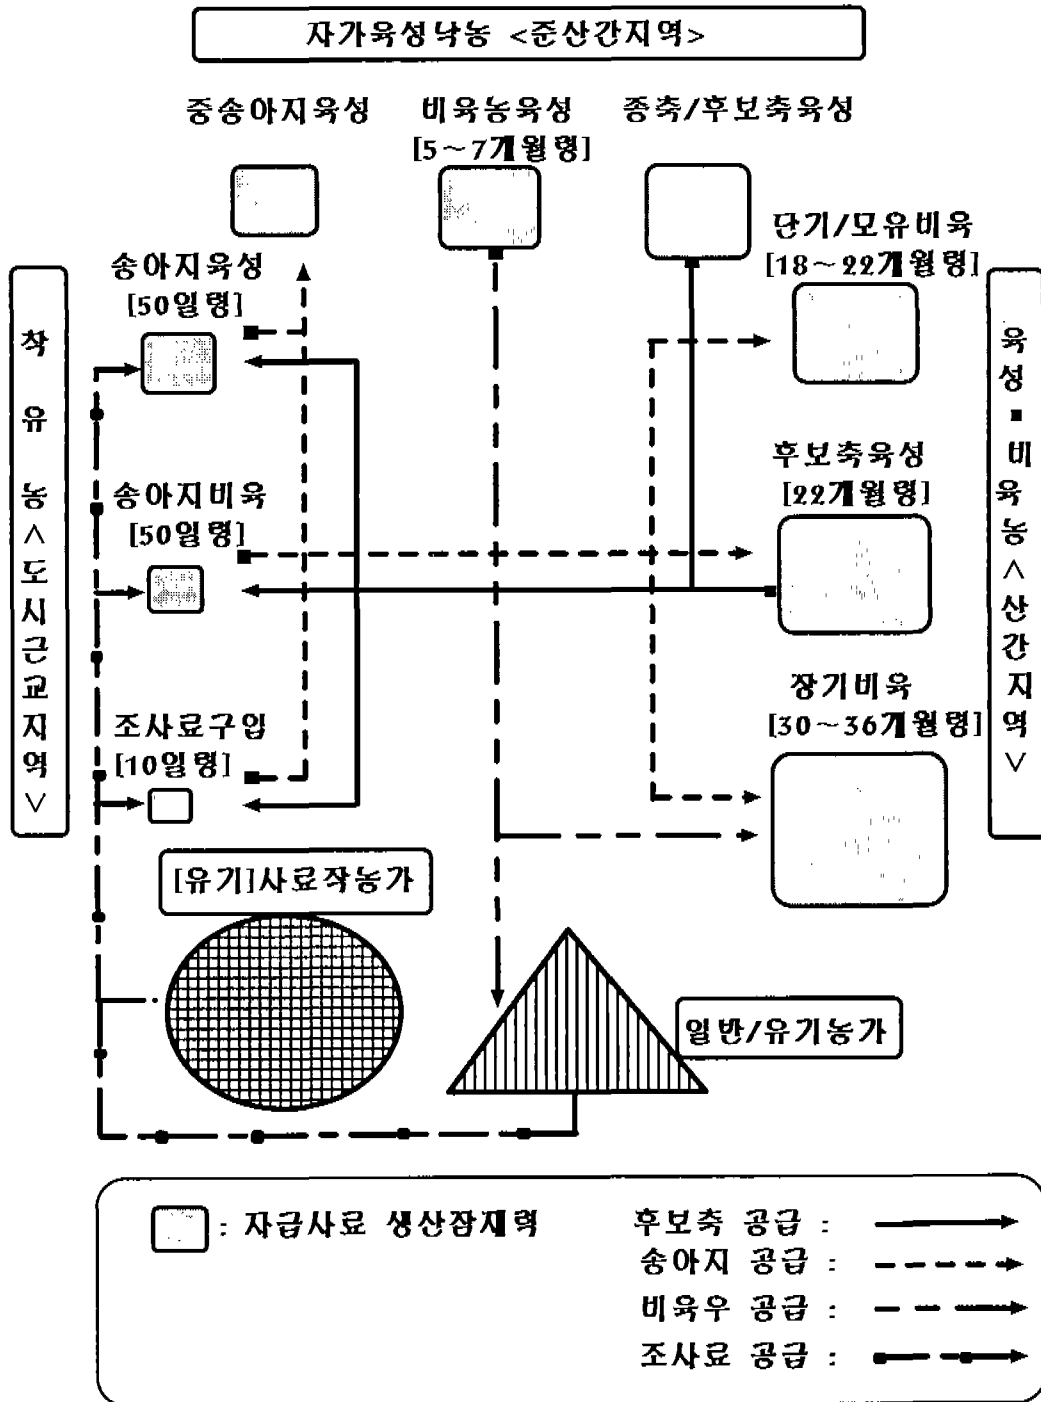 자가육성낙농 <준산간지역>
중송아지육성
비육농육성
[5~7개월령]
종축/후보축육성
단기/모유비육
[18~22개월령]
송아지육성
[50일령]
착유농<도시근교지역>
육성▪비육농<산간지역>
후보축육성
[22개월령]
송아지비육
[50일령]
장기비육
[30~36개월령]
조사료구입
[10일령]
[유기]사료작농가
일반/유기농가
: 자급사료 생산잠재력
후보축 공급 :
송아지 공급 :
비육우 공급 :
조사료 공급 :